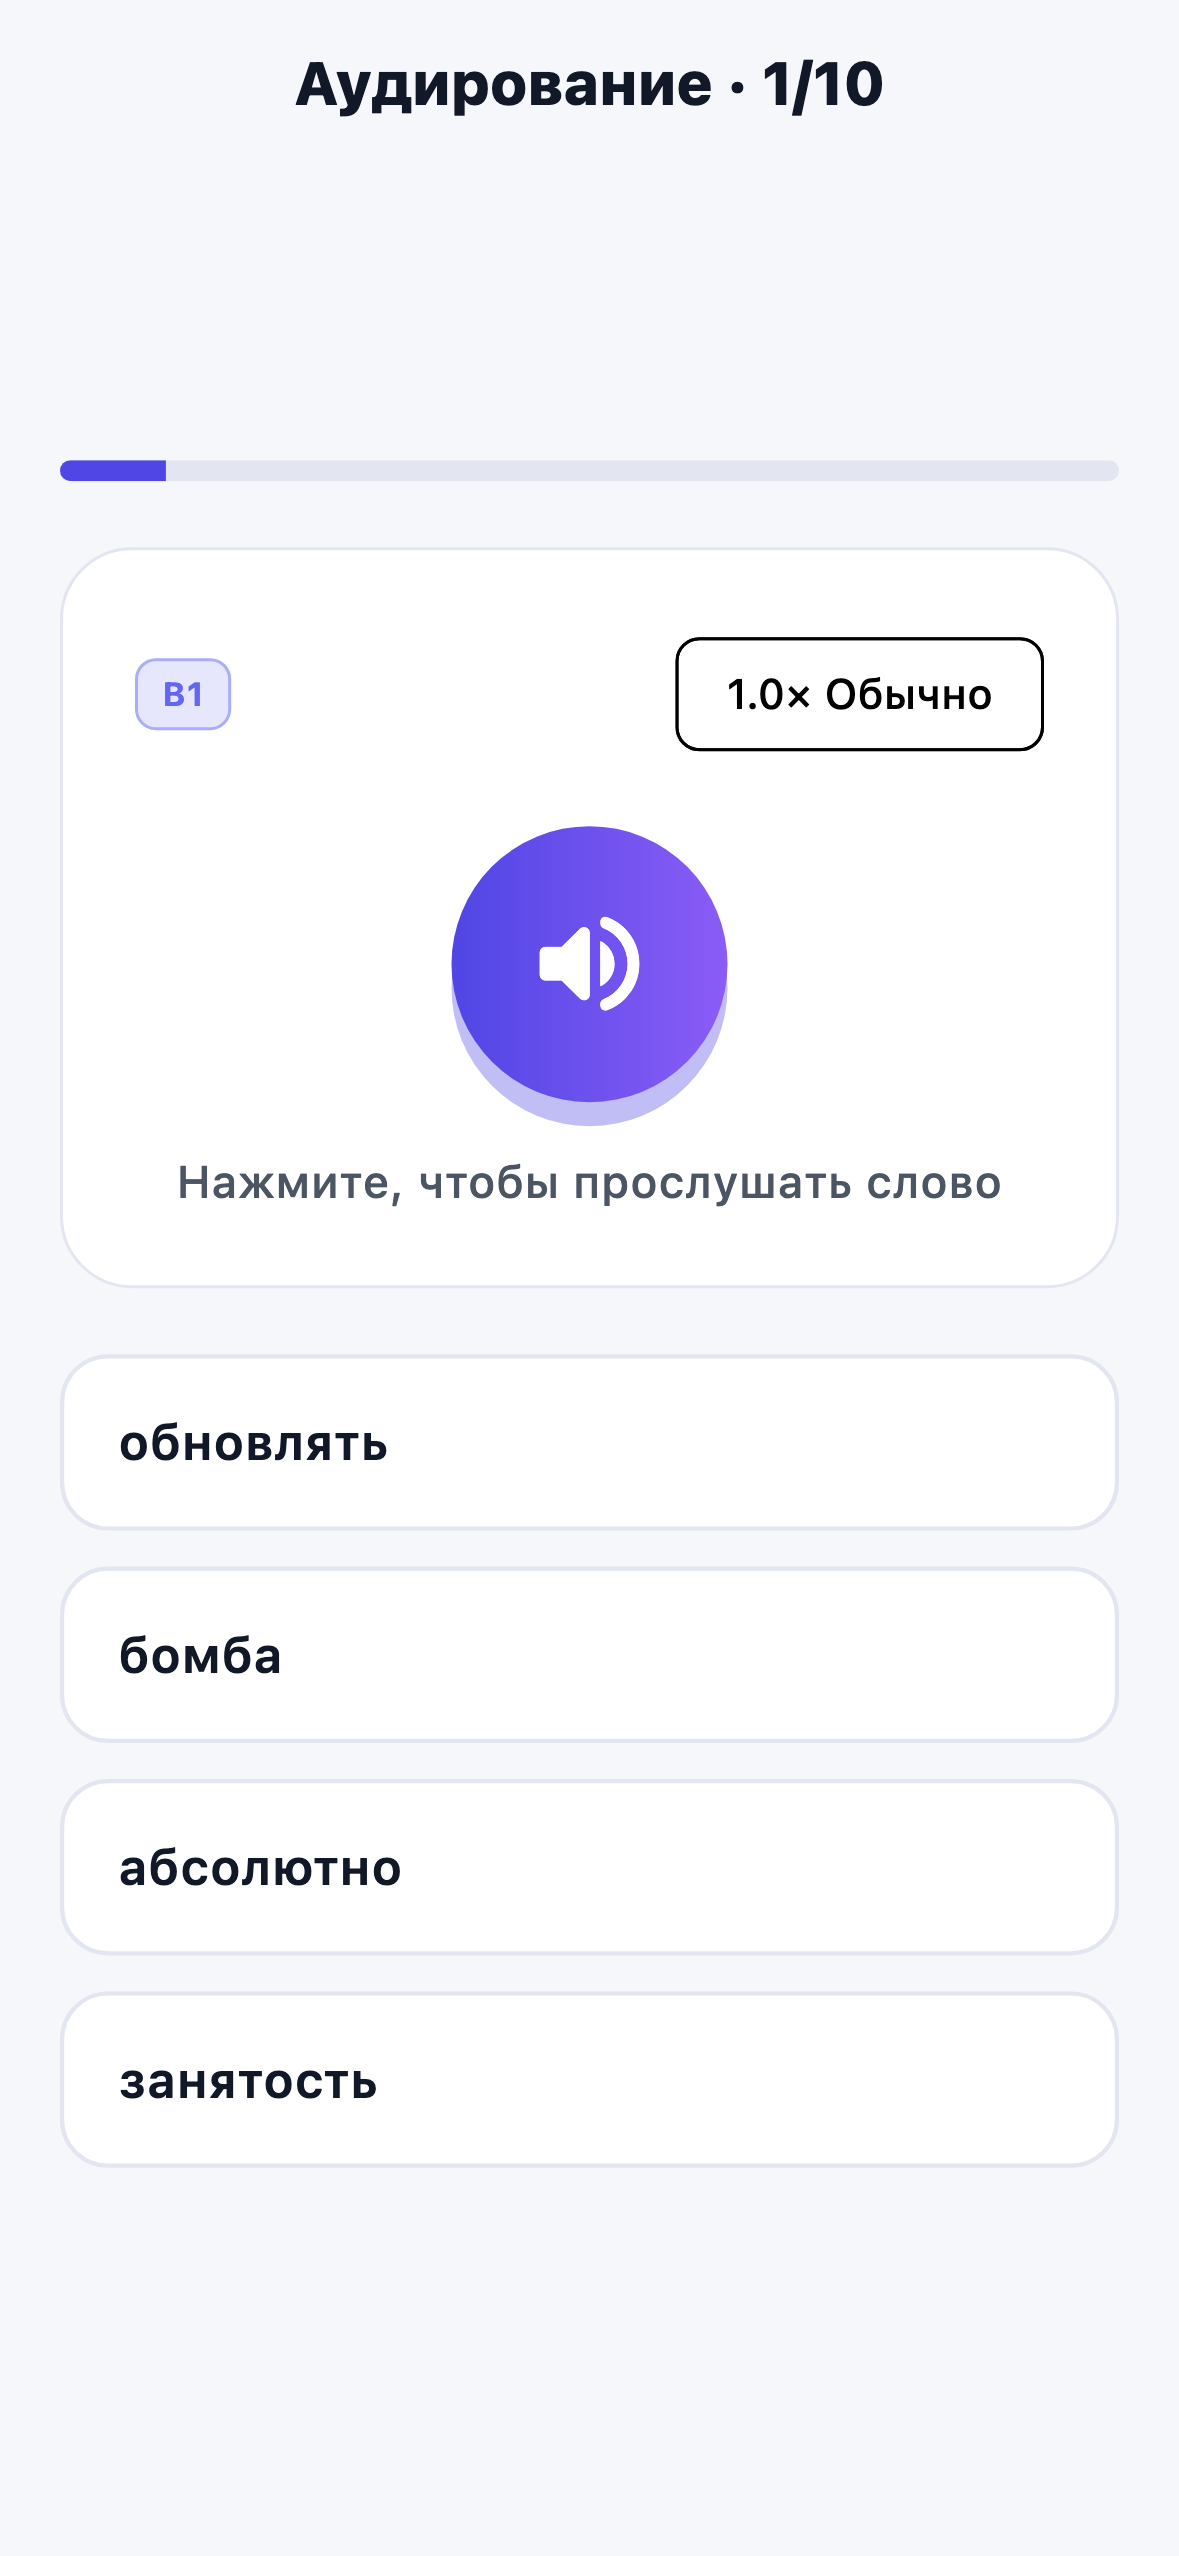 Аудирование · 1/10
B1
1.0× Обычно
Нажмите, чтобы прослушать слово
обновлять
бомба
абсолютно
занятость